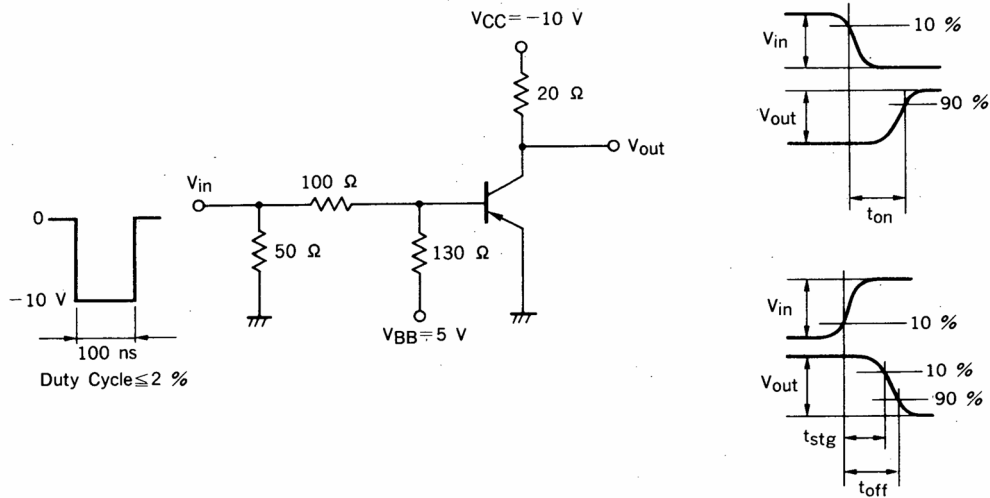 VCC=−10 V
20 Ω
Vout
Vin
100 Ω
50 Ω
130 Ω
VBB=5 V
0
−10 V
100 ns
Duty Cycle≦2 %
Vin
10 %
Vout
90 %
ton
Vin
10 %
Vout
10 %
90 %
tstg
toff